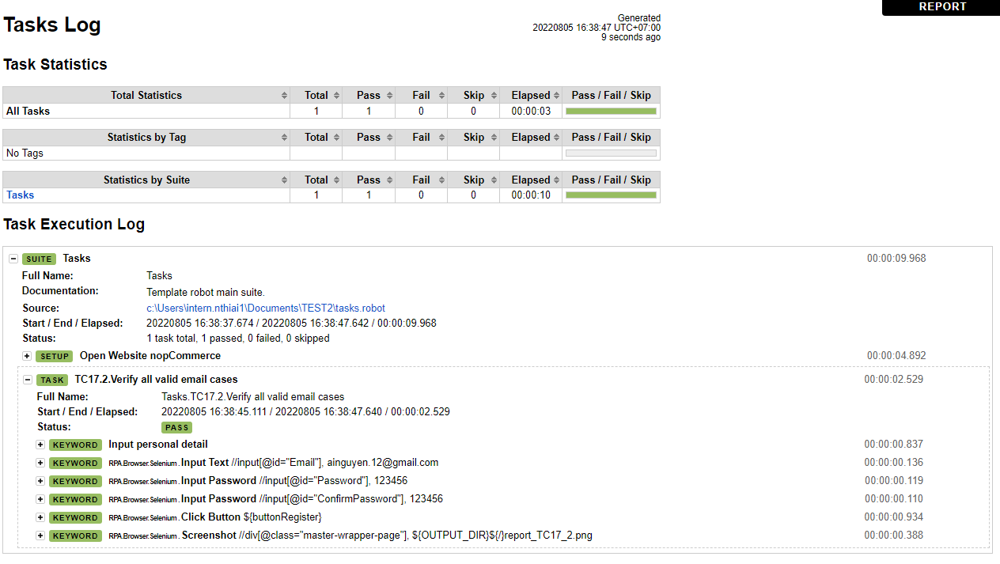 REPORT
Tasks Log
Generated
20220805 16:38:47 UTC+07:00
9 seconds ago
Task Statistics
Total Statistics Total Pass Fail Skip Elapsed Pass / Fail / Skip
All Tasks 1 1 0 0 00:00:03
Statistics by Tag Total Pass Fail Skip Elapsed Pass / Fail / Skip
No Tags
Statistics by Suite Total Pass Fail Skip Elapsed Pass / Fail / Skip
Tasks 1 1 0 0 00:00:10
Task Execution Log
SUITE Tasks 00:00:09.968
Full Name: Tasks
Documentation: Template robot main suite.
Source: c:\Users\intern.nthiai1\Documents\TEST2\tasks.robot
Start / End / Elapsed: 20220805 16:38:37.674 / 20220805 16:38:47.642 / 00:00:09.968
Status: 1 task total, 1 passed, 0 failed, 0 skipped
SETUP Open Website nopCommerce 00:00:04.892
TASK TC17.2.Verify all valid email cases 00:00:02.529
Full Name: Tasks.TC17.2.Verify all valid email cases
Start / End / Elapsed: 20220805 16:38:45.111 / 20220805 16:38:47.640 / 00:00:02.529
Status: PASS
KEYWORD Input personal detail 00:00:00.837
KEYWORD RPA.Browser.Selenium. Input Text //input[@id="Email"], ainguyen.12@gmail.com 00:00:00.136
KEYWORD RPA.Browser.Selenium. Input Password //input[@id="Password"], 123456 00:00:00.119
KEYWORD RPA.Browser.Selenium. Input Password //input[@id="ConfirmPassword"], 123456 00:00:00.110
KEYWORD RPA.Browser.Selenium. Click Button ${buttonRegister} 00:00:00.934
KEYWORD RPA.Browser.Selenium. Screenshot //div[@class="master-wrapper-page"], ${OUTPUT_DIR}${/}report_TC17_2.png 00:00:00.388